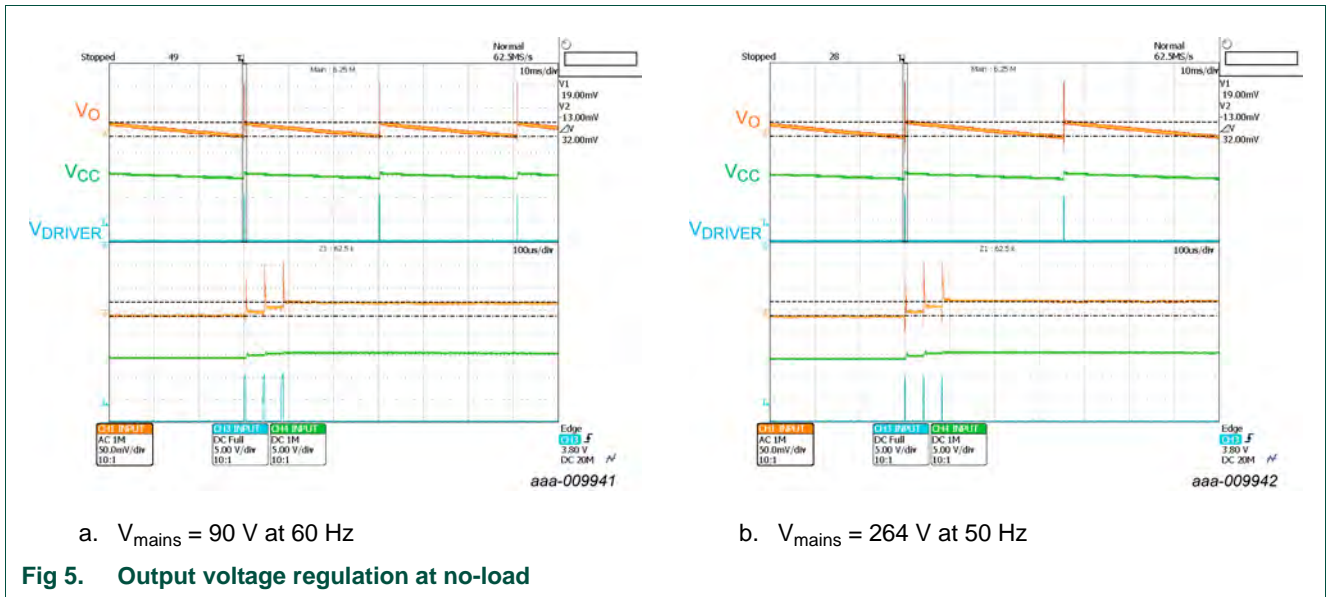 Stopped 49 Normal 62.5MS/s
Main : 6.25 M 10ms/div
V1 19.00mV
V2 -13.00mV
32.00mV
VO
VCC
VDRIVER
Z1 : 62.5 k 100us/div
CH1 INPUT
AC 1M
50.0mV/div
10:1
CH3 INPUT
DC Full
5.00 V/div
10:1
CH4 INPUT
DC 1M
5.00 V/div
10:1
Edge
CH3
3.80 V
DC 20M
aaa-009941
a. Vmains = 90 V at 60 Hz
Stopped 28 Normal 62.5MS/s
Main : 6.25 M 10ms/div
V1 19.00mV
V2 -13.00mV
32.00mV
VO
VCC
VDRIVER
Z1 : 62.5 k 100us/div
CH1 INPUT
AC 1M
50.0mV/div
10:1
CH3 INPUT
DC Full
5.00 V/div
10:1
CH4 INPUT
DC 1M
5.00 V/div
10:1
Edge
CH3
3.80 V
DC 20M
aaa-009942
b. Vmains = 264 V at 50 Hz
Fig 5. Output voltage regulation at no-load